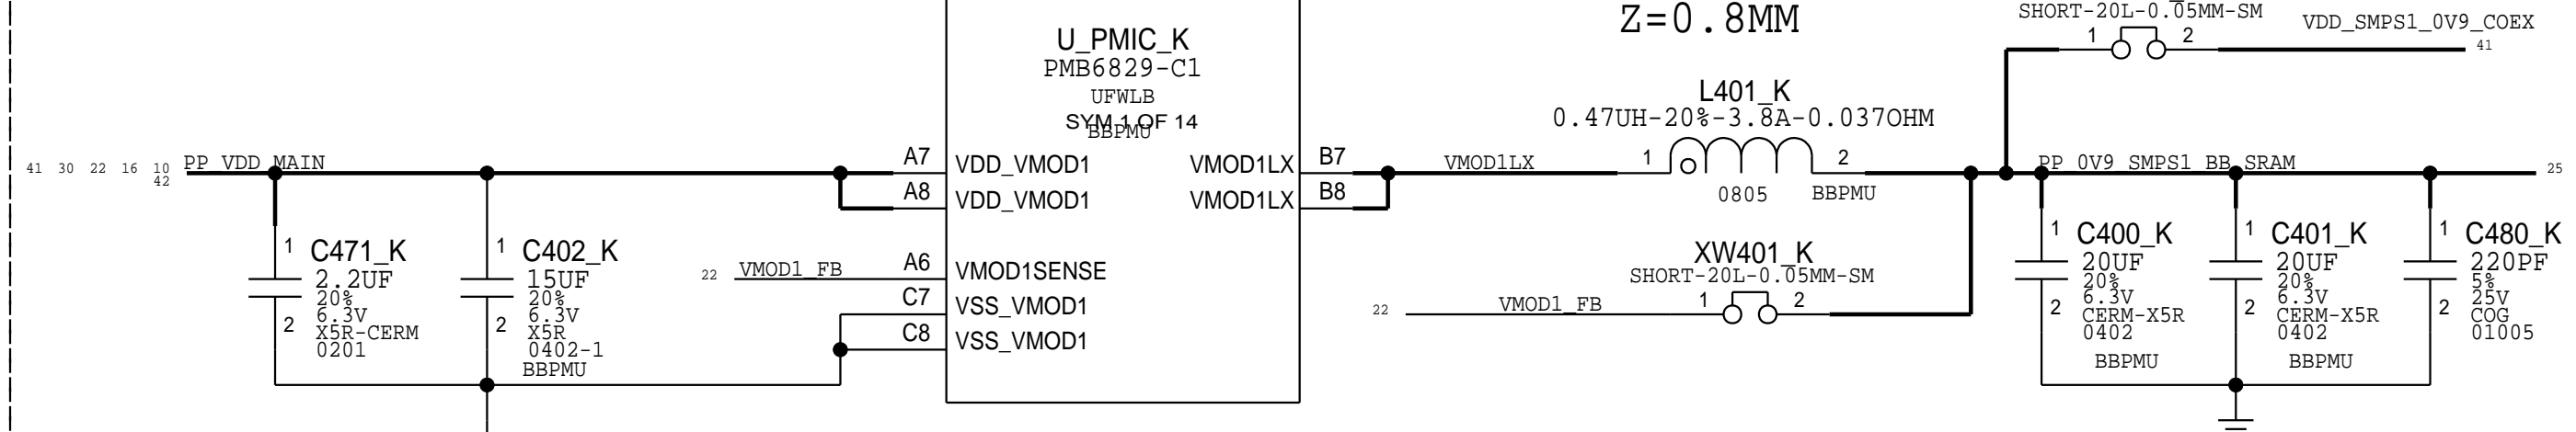 Z=0.8MM
SHORT-20L-0.05MM-SM
VDD_SMPS1_0V9_COEX
1 2
41
U_PMIC_K
PMB6829-C1
UFWLB
SYM 1 OF 14
BBPMU
L401_K
0.47UH-20%-3.8A-0.037OHM
1 2
0805 BBPMU
41 30 22 16 10
42
PP_VDD_MAIN
A7 VDD_VMOD1
A8 VDD_VMOD1
A6 VMOD1SENSE
C7 VSS_VMOD1
C8 VSS_VMOD1
VMOD1LX B7
VMOD1LX B8
VMOD1LX
PP_0V9_SMPS1_BB_SRAM
25
22 VMOD1_FB
1
C471_K
2.2UF
20%
6.3V
X5R-CERM
0201
2
1
C402_K
15UF
20%
6.3V
X5R
0402-1
BBPMU
2
XW401_K
SHORT-20L-0.05MM-SM
22 VMOD1_FB
1 2
1
C400_K
20UF
20%
6.3V
CERM-X5R
0402
BBPMU
2
1
C401_K
20UF
20%
6.3V
CERM-X5R
0402
BBPMU
2
1
C480_K
220PF
5%
25V
COG
01005
2